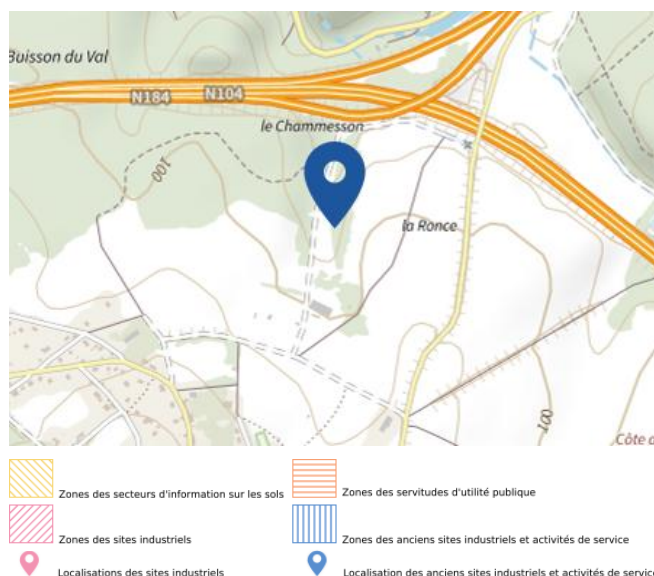 Buisson du Val
N184
N104
le Chammesson
100
la Ronce
100
Côte d
Zones des secteurs d'information sur les sols
Zones des servitudes d'utilité publique
Zones des sites industriels
Zones des anciens sites industriels et activités de service
Localisations des sites industriels
Localisation des anciens sites industriels et activités de service